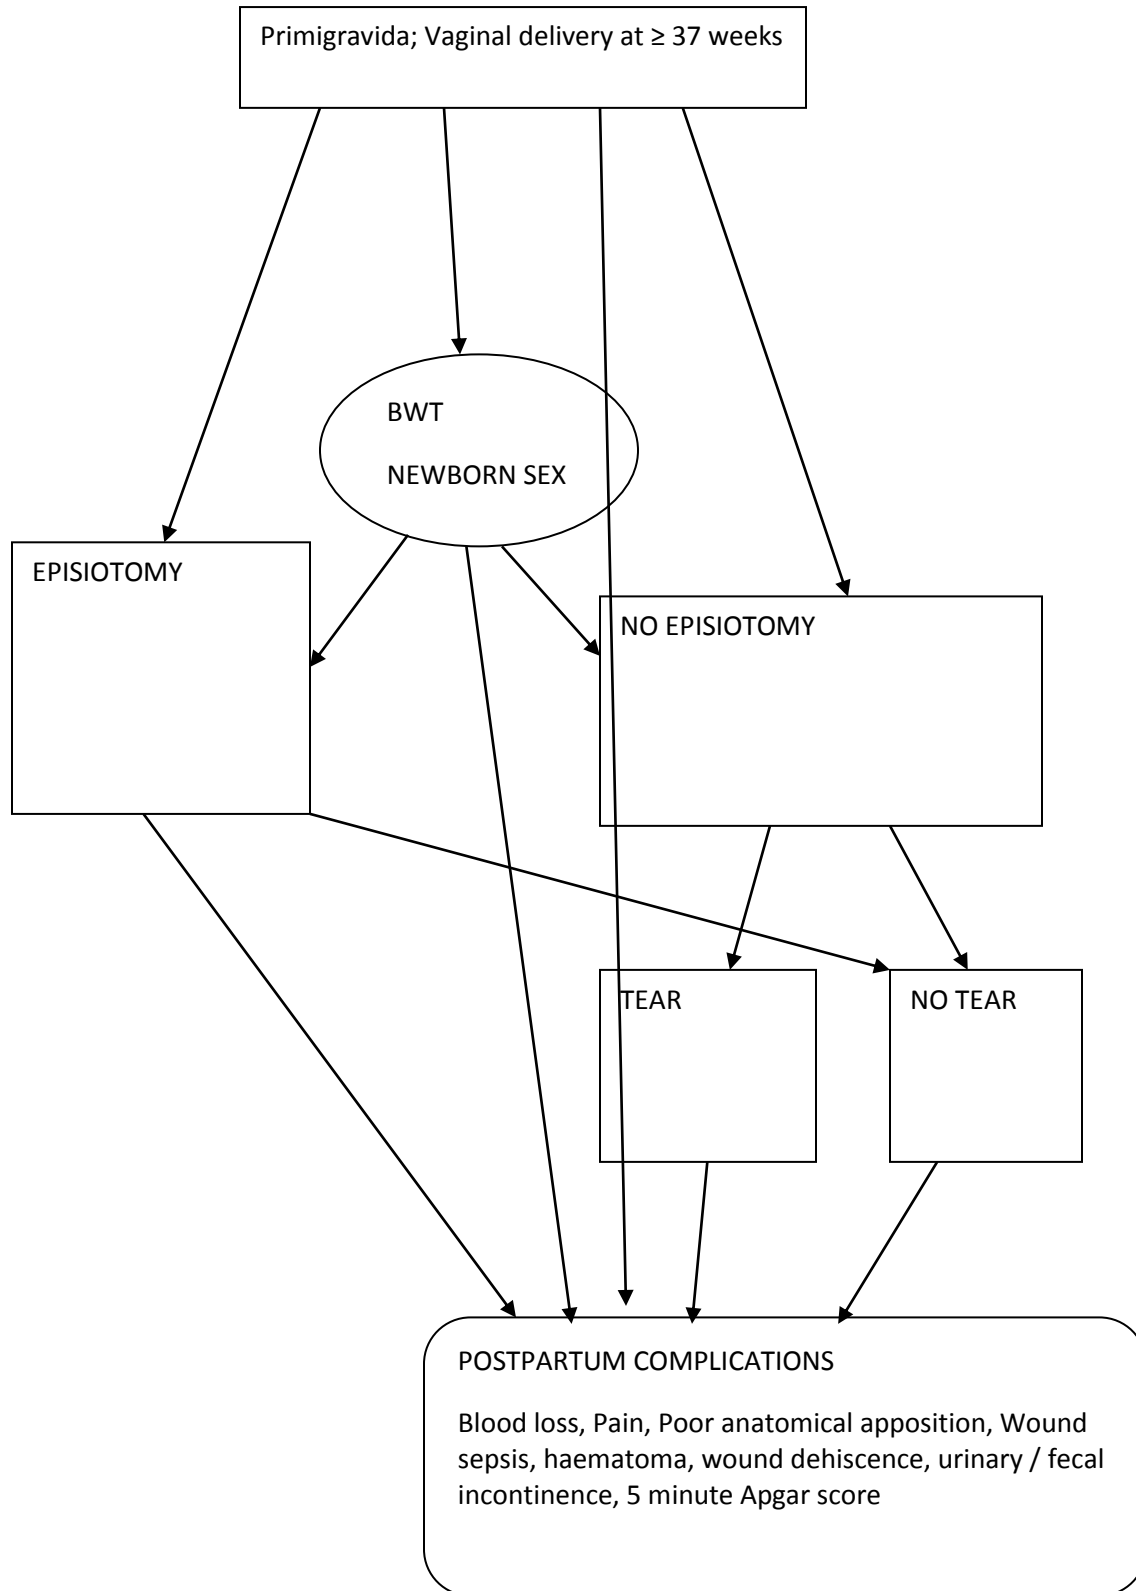 Primigravida; Vaginal delivery at ≥ 37 weeks
BWT
NEWBORN SEX
EPISIOTOMY
NO EPISIOTOMY
TEAR
NO TEAR
POSTPARTUM COMPLICATIONS
Blood loss, Pain, Poor anatomical apposition, Wound
sepsis, haematoma, wound dehiscence, urinary / fecal
incontinence, 5 minute Apgar score